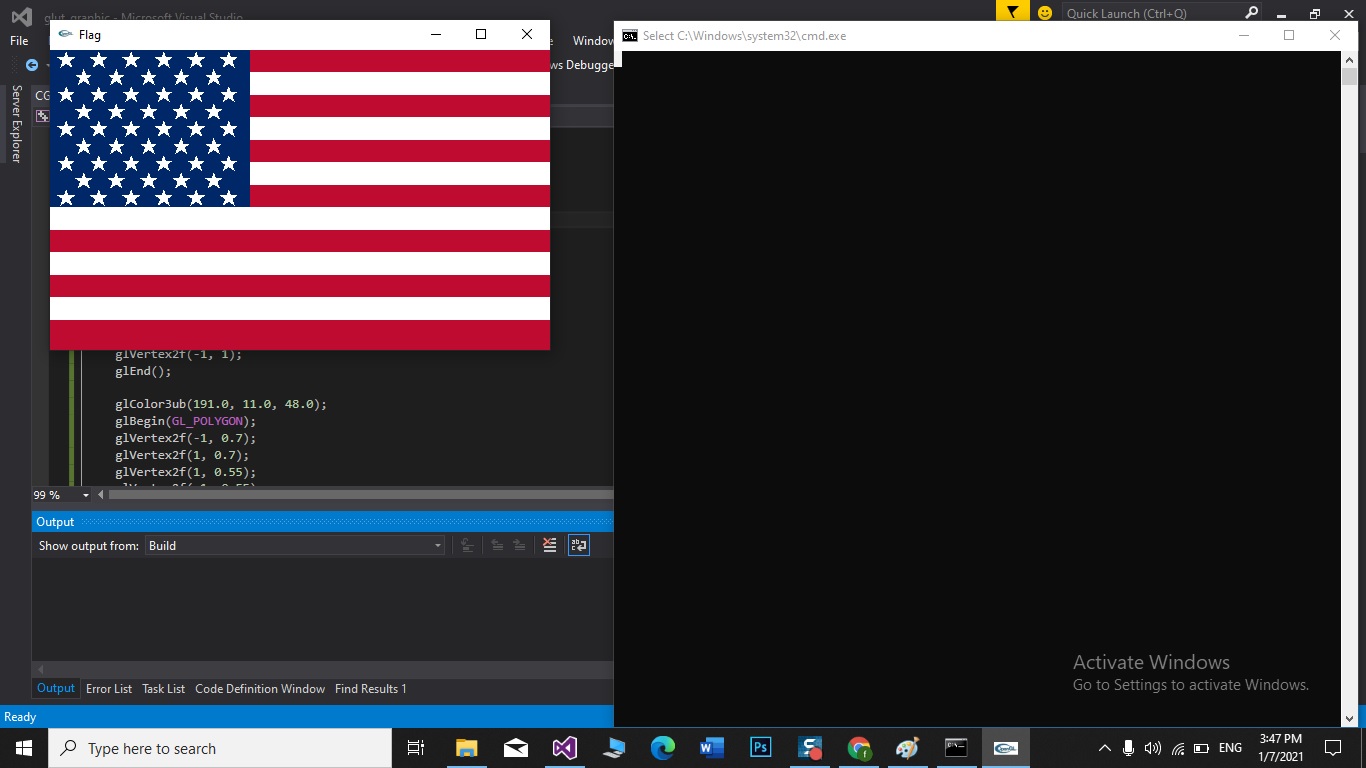 glut_graphic - Microsoft Visual Studio
Quick Launch (Ctrl+Q)
Flag
Select C:\Windows\system32\cmd.exe
File
Window
ws Debugge
Server Explorer
CG
glVertex2f(-1, 1);
glEnd();
glColor3ub(191.0, 11.0, 48.0);
glBegin(GL_POLYGON);
glVertex2f(-1, 0.7);
glVertex2f(1, 0.7);
glVertex2f(1, 0.55);
99 %
Output
Show output from: Build
Output Error List Task List Code Definition Window Find Results 1
Activate Windows
Go to Settings to activate Windows.
Ready
Type here to search
ENG
3:47 PM
1/7/2021